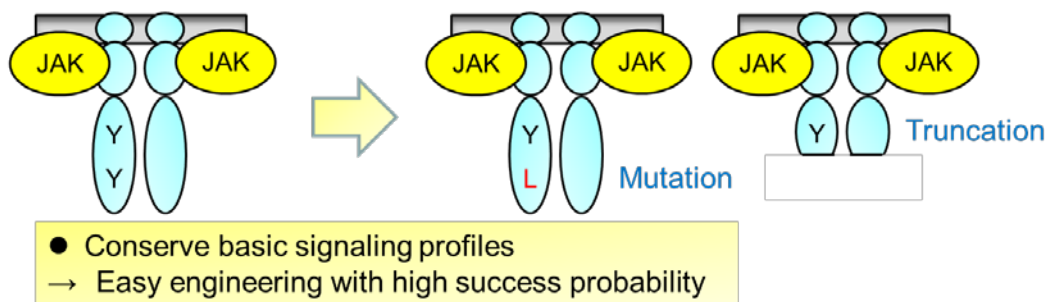 JAK JAK JAK JAK JAK JAK
Y Y Y Truncation
Y L Mutation
● Conserve basic signaling profiles
→ Easy engineering with high success probability